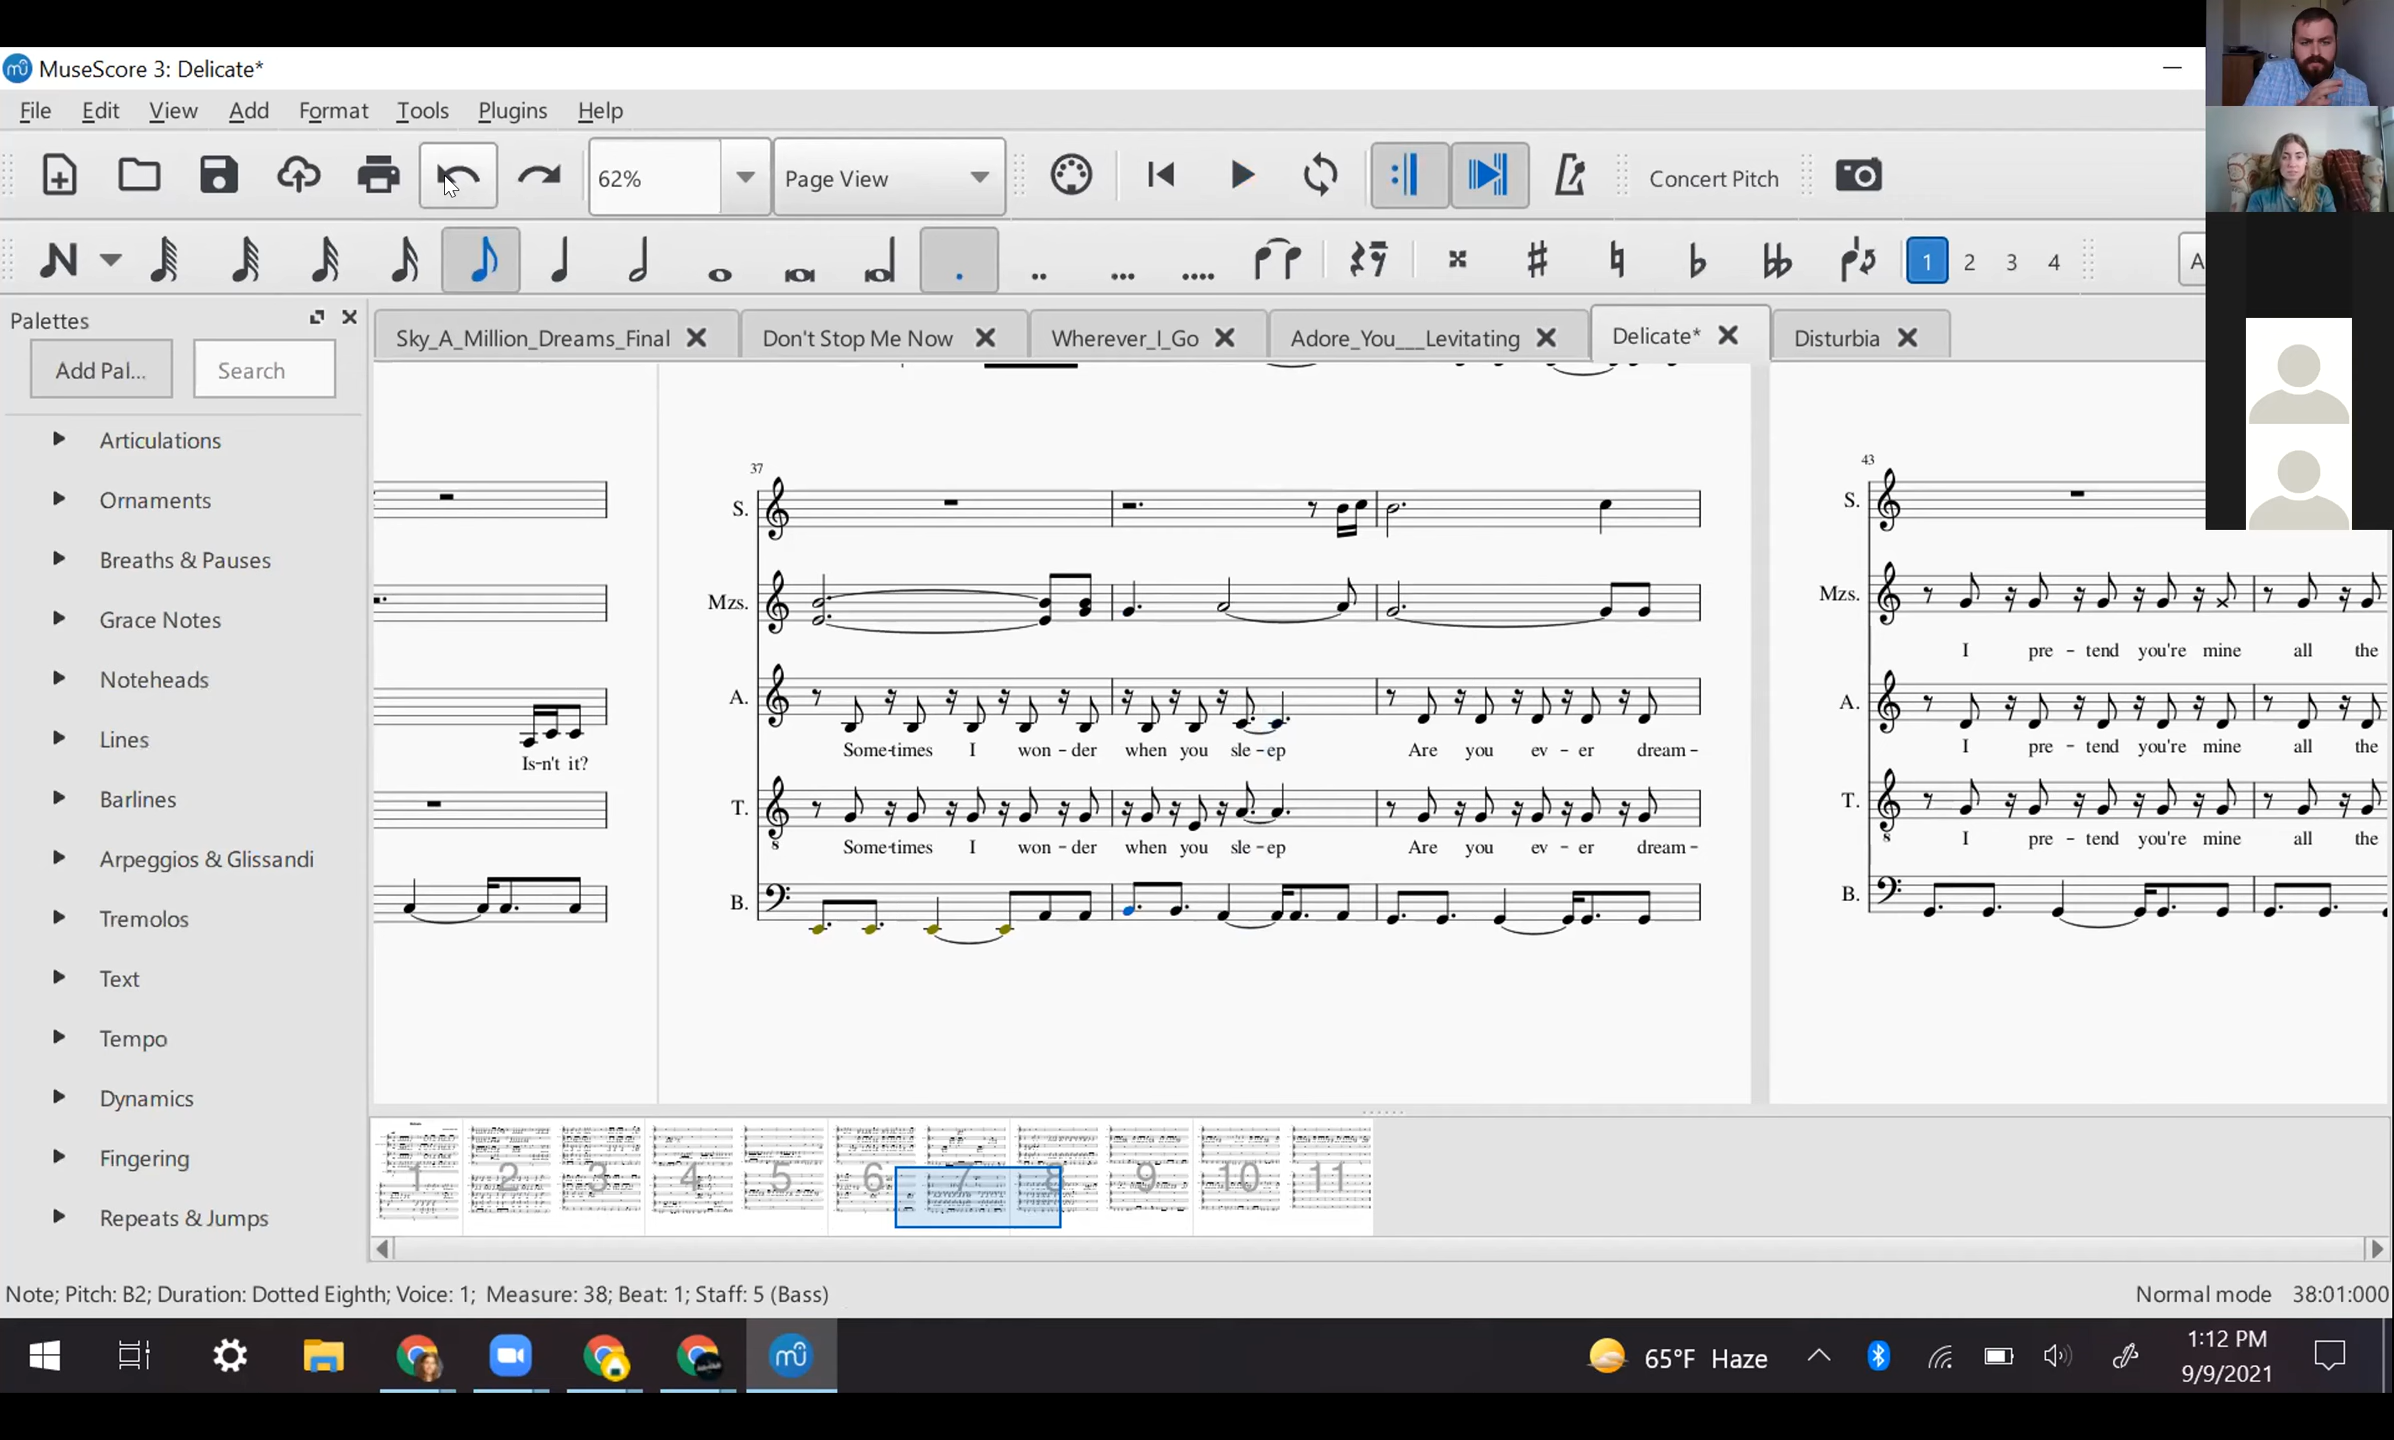 MuseScore 3: Delicate*
File Edit View Add Format Tools Plugins Help
62% Page View Concert Pitch
1 2 3 4 A
Palettes
Add Pal... Search
Sky_A_Million_Dreams_Final Don't Stop Me Now Wherever_I_Go Adore_You___Levitating Delicate* Disturbia
Articulations
Ornaments
Breaths & Pauses
Grace Notes
Noteheads
Lines
Barlines
Arpeggios & Glissandi
Tremolos
Text
Tempo
Dynamics
Fingering
Repeats & Jumps
Is-n't it?
37
S.
Mzs.
A.
Some-times I won - der when you sle - ep Are you ev - er dream -
T.
8
Some-times I won - der when you sle - ep Are you ev - er dream -
B.
43
S.
Mzs.
I pre - tend you're mine all the
A.
I pre - tend you're mine all the
T.
8
I pre - tend you're mine all the
B.
1 2 3 4 5 6 7 8 9 10 11
Note; Pitch: B2; Duration: Dotted Eighth; Voice: 1; Measure: 38; Beat: 1; Staff: 5 (Bass) Normal mode 38:01:000
65°F Haze
1:12 PM
9/9/2021